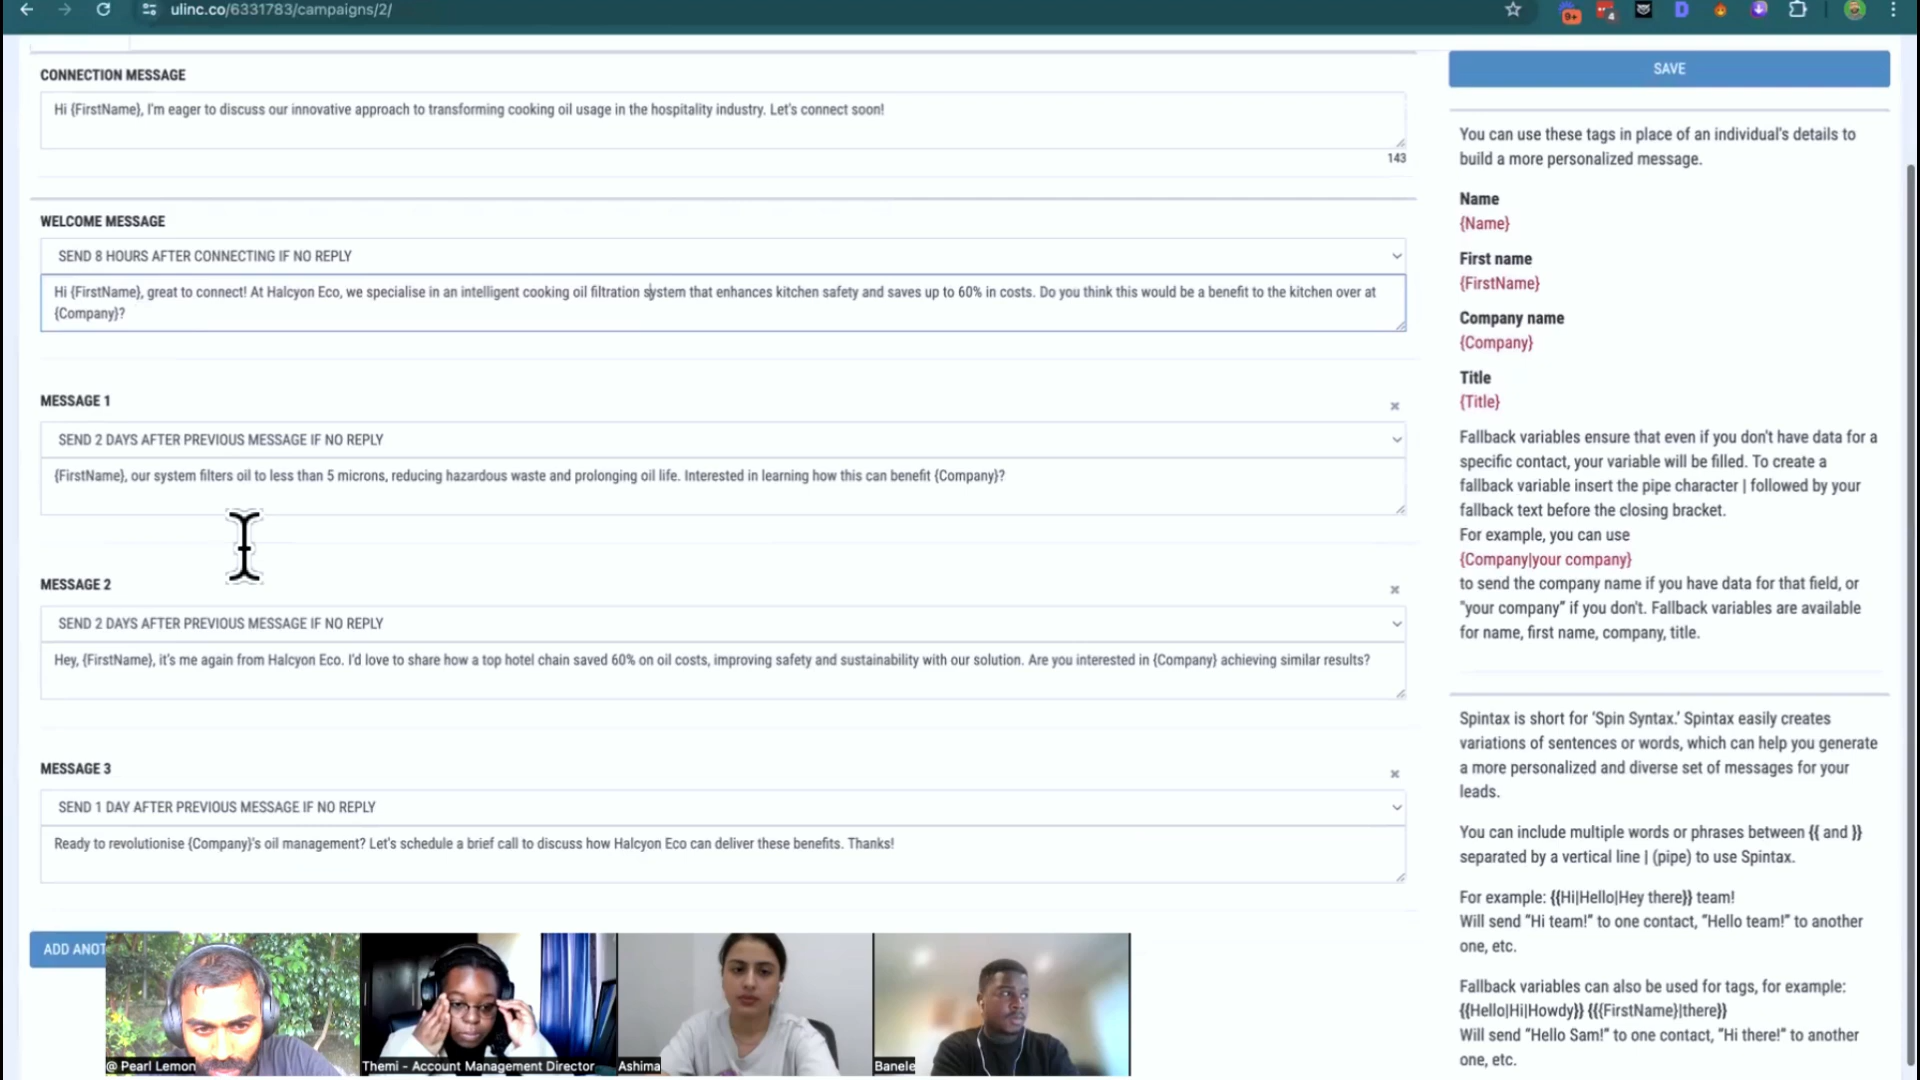 ulinc.co/6331783/campaigns/2/
9+
4
CONNECTION MESSAGE
Hi {FirstName}, I'm eager to discuss our innovative approach to transforming cooking oil usage in the hospitality industry. Let's connect soon!
143
WELCOME MESSAGE
SEND 8 HOURS AFTER CONNECTING IF NO REPLY
Hi {FirstName}, great to connect! At Halcyon Eco, we specialise in an intelligent cooking oil filtration system that enhances kitchen safety and saves up to 60% in costs. Do you think this would be a benefit to the kitchen over at
{Company}?
MESSAGE 1
SEND 2 DAYS AFTER PREVIOUS MESSAGE IF NO REPLY
{FirstName}, our system filters oil to less than 5 microns, reducing hazardous waste and prolonging oil life. Interested in learning how this can benefit {Company}?
MESSAGE 2
SEND 2 DAYS AFTER PREVIOUS MESSAGE IF NO REPLY
Hey, {FirstName}, it's me again from Halcyon Eco. I'd love to share how a top hotel chain saved 60% on oil costs, improving safety and sustainability with our solution. Are you interested in {Company} achieving similar results?
MESSAGE 3
SEND 1 DAY AFTER PREVIOUS MESSAGE IF NO REPLY
Ready to revolutionise {Company}'s oil management? Let's schedule a brief call to discuss how Halcyon Eco can deliver these benefits. Thanks!
ADD ANOT
@ Pearl Lemon
Themi - Account Management Director
Ashima
Banele
SAVE
You can use these tags in place of an individual's details to
build a more personalized message.
Name
{Name}
First name
{FirstName}
Company name
{Company}
Title
{Title}
Fallback variables ensure that even if you don't have data for a
specific contact, your variable will be filled. To create a
fallback variable insert the pipe character | followed by your
fallback text before the closing bracket.
For example, you can use
{Company|your company}
to send the company name if you have data for that field, or
"your company" if you don't. Fallback variables are available
for name, first name, company, title.
Spintax is short for 'Spin Syntax.' Spintax easily creates
variations of sentences or words, which can help you generate
a more personalized and diverse set of messages for your
leads.
You can include multiple words or phrases between {{ and }}
separated by a vertical line | (pipe) to use Spintax.
For example: {{Hi|Hello|Hey there}} team!
Will send "Hi team!" to one contact, "Hello team!" to another
one, etc.
Fallback variables can also be used for tags, for example:
{{Hello|Hi|Howdy}} {{{FirstName}|there}}
Will send "Hello Sam!" to one contact, "Hi there!" to another
one, etc.